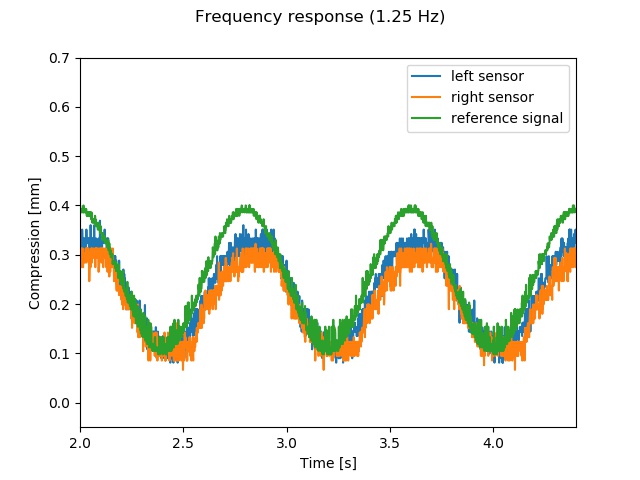 Frequency response (1.25 Hz)
0.7
0.6
0.5
0.4
0.3
0.2
0.1
0.0
Compression [mm]
left sensor
right sensor
reference signal
2.0 2.5 3.0 3.5 4.0
Time [s]